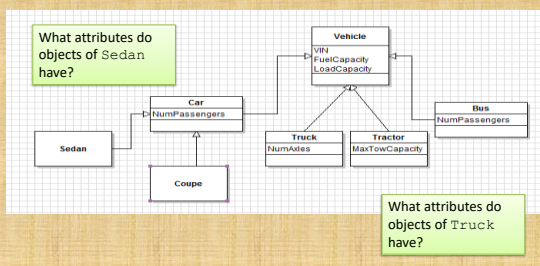 What attributes do
objects of Sedan
have?
Vehicle
VIN
FuelCapacity
LoadCapacity
Car
NumPassengers
Bus
NumPassengers
Sedan
Truck
NumAxles
Tractor
MaxTowCapacity
Coupe
What attributes do
objects of Truck
have?